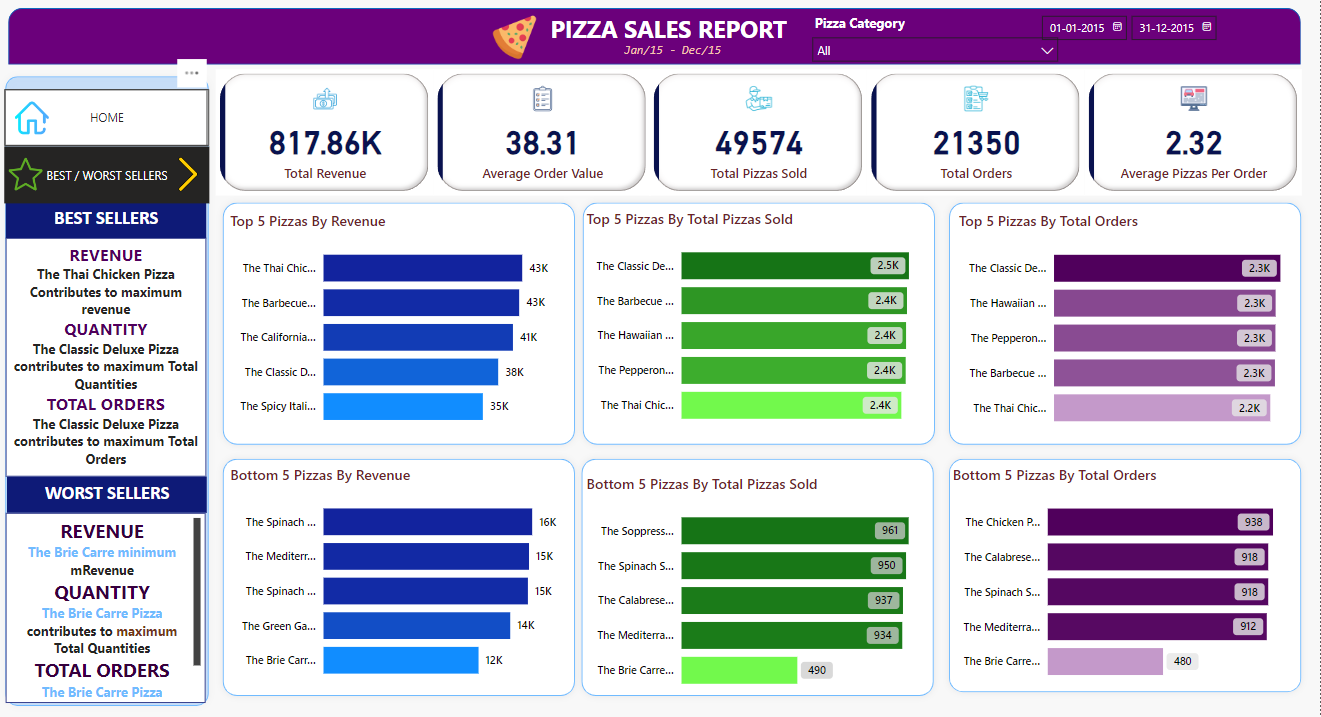 PIZZA SALES REPORT
Jan/15 - Dec/15
Pizza Category
All
01-01-2015
31-12-2015
HOME
BEST / WORST SELLERS
BEST SELLERS
REVENUE
The Thai Chicken Pizza
Contributes to maximum
revenue
QUANTITY
The Classic Deluxe Pizza
contributes to maximum Total
Quantities
TOTAL ORDERS
The Classic Deluxe Pizza
contributes to maximum Total
Orders
WORST SELLERS
REVENUE
The Brie Carre minimum
mRevenue
QUANTITY
The Brie Carre Pizza
contributes to maximum
Total Quantities
TOTAL ORDERS
The Brie Carre Pizza
817.86K
Total Revenue
38.31
Average Order Value
49574
Total Pizzas Sold
21350
Total Orders
2.32
Average Pizzas Per Order
Top 5 Pizzas By Revenue
The Thai Chic... 43K
The Barbecue... 43K
The California... 41K
The Classic D... 38K
The Spicy Itali... 35K
Top 5 Pizzas By Total Pizzas Sold
The Classic De... 2.5K
The Barbecue ... 2.4K
The Hawaiian ... 2.4K
The Pepperon... 2.4K
The Thai Chic... 2.4K
Top 5 Pizzas By Total Orders
The Classic De... 2.3K
The Hawaiian ... 2.3K
The Pepperon... 2.3K
The Barbecue ... 2.3K
The Thai Chic... 2.2K
Bottom 5 Pizzas By Revenue
The Spinach ... 16K
The Mediterr... 15K
The Spinach ... 15K
The Green Ga... 14K
The Brie Carr... 12K
Bottom 5 Pizzas By Total Pizzas Sold
The Soppress... 961
The Spinach S... 950
The Calabrese... 937
The Mediterra... 934
The Brie Carre... 490
Bottom 5 Pizzas By Total Orders
The Chicken P... 938
The Calabrese... 918
The Spinach S... 918
The Mediterra... 912
The Brie Carre... 480